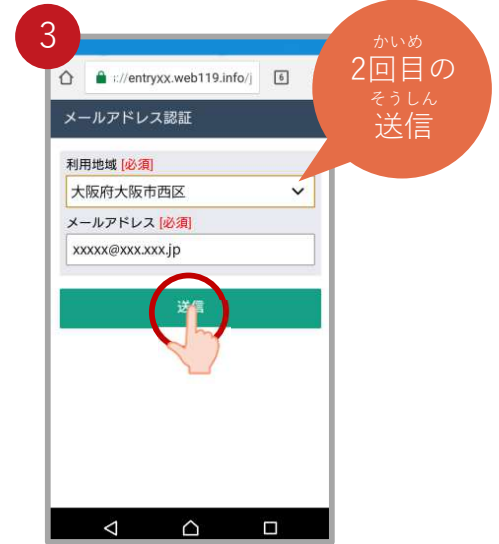 3
かいめ
2回目の
そうしん
送信
://entryxx.web119.info/j
6
メールアドレス認証
利用地域 [必須]
大阪府大阪市西区
メールアドレス [必須]
xxxxx@xxx.xxx.jp
送信